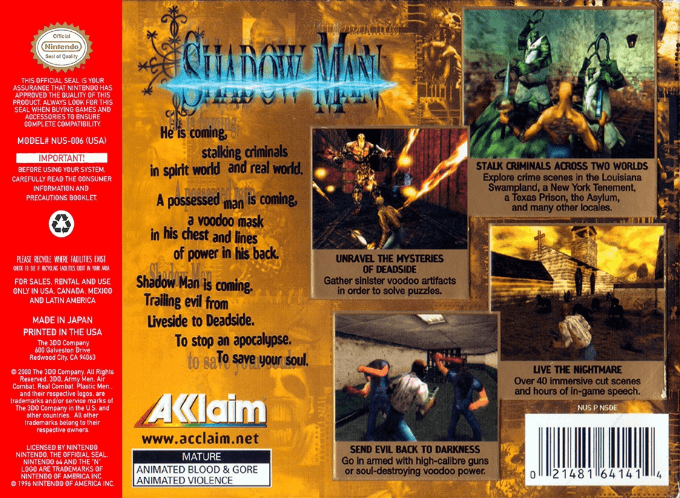 Official
Nintendo
Seal of Quality
THIS OFFICIAL SEAL IS YOUR
ASSURANCE THAT NINTENDO HAS
APPROVED THE QUALITY OF THIS
PRODUCT. ALWAYS LOOK FOR THIS
SEAL WHEN BUYING GAMES AND
ACCESSORIES TO ENSURE
COMPLETE COMPATIBILITY.
MODEL# NUS-006 (USA)
IMPORTANT!
BEFORE USING YOUR SYSTEM,
CAREFULLY READ THE CONSUMER
INFORMATION AND
PRECAUTIONS BOOKLET.
PLEASE RECYCLE WHERE FACILITIES EXIST
CHECK TO SEE IF RECYCLING FACILITIES EXIST IN YOUR AREA
FOR SALES, RENTAL AND USE
ONLY IN USA, CANADA, MEXICO
AND LATIN AMERICA
MADE IN JAPAN
PRINTED IN THE USA
The 3DO Company
600 Galveston Drive
Redwood City, CA 94063
© 2000 The 3DO Company. All Rights
Reserved. 3DO, Army Men, Air
Combat, Real Combat. Plastic Men.,
and their respective logos, are
trademarks and/or service marks of
The 3DO Company in the U.S. and
other countries. All other
trademarks belong to their
respective owners.
LICENSED BY NINTENDO
NINTENDO, THE OFFICIAL SEAL,
NINTENDO 64 AND THE "N"
LOGO ARE TRADEMARKS OF
NINTENDO OF AMERICA INC.
© 1996 NINTENDO OF AMERICA INC.
SHADOW MAN
He is coming,
stalking criminals
in spirit world and real world.
A possessed man is coming,
a voodoo mask
in his chest and lines
of power in his back.
Shadow Man is coming.
Trailing evil from
Liveside to Deadside.
To stop an apocalypse.
To save your soul.
AKKlaim
www.acclaim.net
MATURE
ANIMATED BLOOD & GORE
ANIMATED VIOLENCE
UNRAVEL THE MYSTERIES
OF DEADSIDE
Gather sinister voodoo artifacts
in order to solve puzzles.
SEND EVIL BACK TO DARKNESS
Go in armed with high-calibre guns
or soul-destroying voodoo power.
STALK CRIMINALS ACROSS TWO WORLDS
Explore crime scenes in the Louisiana
Swampland, a New York Tenement,
a Texas Prison, the Asylum,
and many other locales.
LIVE THE NIGHTMARE
Over 40 immersive cut scenes
and hours of in-game speech.
NUS P NSDE
0 21481 64141 4